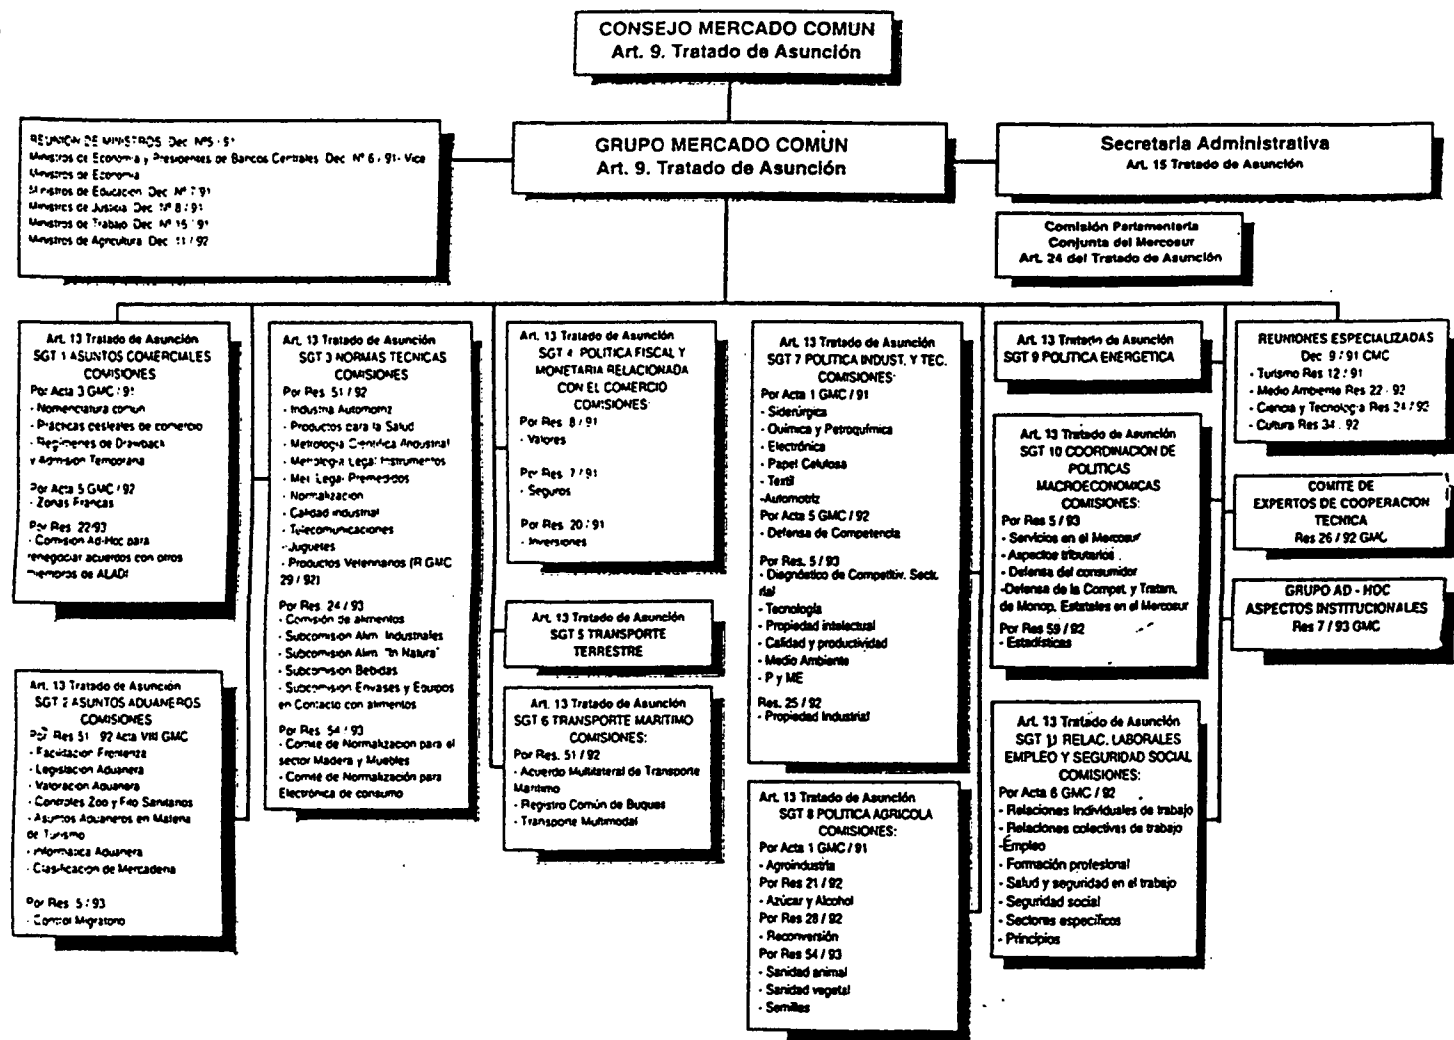 CONSEJO MERCADO COMUN
Art. 9. Tratado de Asunción
REUNION DE MINISTROS Dec Nº5 / 91
Ministros de Economia y Presidentes de Bancos Centrales Dec Nº 6 / 91- Vice
Ministros de Economia
Ministros de Educacion Dec Nº 7 91
Ministros de Justicia Dec Nº 8 / 91
Ministros de Trabajo Dec Nº 16 / 91
Ministros de Agricultura Dec 11 / 92
GRUPO MERCADO COMUN
Art. 9. Tratado de Asunción
Secretaria Administrativa
Art. 15 Tratado de Asunción
Comisión Parlamentaria
Conjunta del Mercosur
Art. 24 del Tratado de Asunción
Art. 13 Tratado de Asunción
SGT 1 ASUNTOS COMERCIALES
COMISIONES
Por Acta 3 GMC / 91
- Nomenclatura común
- Prácticas desleales de comercio
- Regímenes de Drawback
y Admision Temporaria
Por Acta 5 GMC / 92
- Zonas Francas
Por Res 22/93
- Comision Ad-Hoc para
renegociar acuerdos con otros
miembros de ALADI
Art. 13 Tratado de Asunción
SGT 2 ASUNTOS ADUANEROS
COMISIONES
Por Res 51 - 92 Acta VIII GMC
- Facilitacion Fronteriza
- Legislacion Aduanera
- Valoracion Aduanera
- Controles Zoo y Fito Sanitarios
- Asuntos Aduaneros en Materia
de Turismo
- Informatica Aduanera
- Clasificacion de Mercaderia
Por Res 5 / 93
- Control Migratorio
Art. 13 Tratado de Asunción
SGT 3 NORMAS TECNICAS
COMISIONES
Por Res 51 / 92
- Industria Automotriz
- Productos para la Salud
- Metrologia Cientifica /Industrial
- Metrologia Legal Instrumentos
- Met. Legal Premedidos
- Normalizacion
- Calidad industrial
- Telecomunicaciones
- Juguetes
- Productos Veterinarios (R GMC
29 / 92)
Por Res 24 / 93
- Comisión de alimentos
- Subcomision Alim. Industriales
- Subcomision Alim. "In Natura"
- Subcomision Bebidas
- Subcomision Envases y Equipos
en Contacto con alimentos
Por Res 54 / 93
- Comite de Normalización para el
sector Madera y Muebles
- Comité de Normalización para
Electrónica de consumo
Art. 13 Tratado de Asunción
SGT 4 POLITICA FISCAL Y
MONETARIA RELACIONADA
CON EL COMERCIO
COMISIONES
Por Res 8 / 91
- Valores
Por Res 7 / 91
- Seguros
Por Res 20 / 91
- Inversiones
Art. 13 Tratado de Asunción
SGT 5 TRANSPORTE
TERRESTRE
Art. 13 Tratado de Asunción
SGT 6 TRANSPORTE MARITIMO
COMISIONES:
Por Res. 51 / 92
- Acuerdo Multilateral de Transporte
Maritimo
- Registro Común de Buques
- Transporte Multimodal
Art. 13 Tratado de Asunción
SGT 7 POLITICA INDUST. Y TEC.
COMISIONES:
Por Acta 1 GMC / 91
- Siderúrgica
- Química y Petroquímica
- Electrónica
- Papel Celulosa
- Textil
-Automotriz
Por Acta 5 GMC / 92
- Defensa de Competencia
Por Res. 5 / 93
- Diagnóstico de Competitiv. Sect.
rial
- Tecnología
- Propiedad intelectual
- Calidad y productividad
- Medio Ambiente
- P y ME
Res. 25 / 92
- Propiedad Industrial
Art. 13 Tratado de Asunción
SGT 8 POLITICA AGRICOLA
COMISIONES:
Por Acta 1 GMC / 91
- Agroindustria
Por Res 21 / 92
- Azúcar y Alcohol
Por Res 28 / 92
- Reconversión
Por Res 54 / 93
- Sanidad animal
- Sanidad vegetal
- Semillas
Art. 13 Tratado de Asunción
SGT 9 POLITICA ENERGETICA
Art. 13 Tratado de Asunción
SGT 10 COORDINACION DE
POLITICAS
MACROECONOMICAS
COMISIONES:
Por Res 5 / 93
- Servicios en el Mercosur
- Aspectos tributarios
- Defensa del consumidor
-Defensa de la Compet. y Tratam.
de Monop. Estatales en el Mercosur
Por Res 59 / 92
- Estadísticas
Art. 13 Tratado de Asunción
SGT 11 RELAC. LABORALES
EMPLEO Y SEGURIDAD SOCIAL
COMISIONES:
Por Acta 6 GMC / 92
- Relaciones Individuales de trabajo
- Relaciones colectivas de trabajo
-Empleo
- Formación profesional
- Salud y seguridad en el trabajo
- Seguridad social
- Sectores específicos
- Principios
REUNIONES ESPECIALIZADAS
Dec 9 / 91 CMC
- Turismo Res 12 / 91
- Medio Ambiente Res 22 - 92
- Ciencia y Tecnología Res 24 / 92
- Cultura Res 34 . 92
COMITE DE
EXPERTOS DE COOPERACION
TECNICA
Res 26 / 92 GMC
GRUPO AD - HOC
ASPECTOS INSTITUCIONALES
Res 7 / 93 GMC